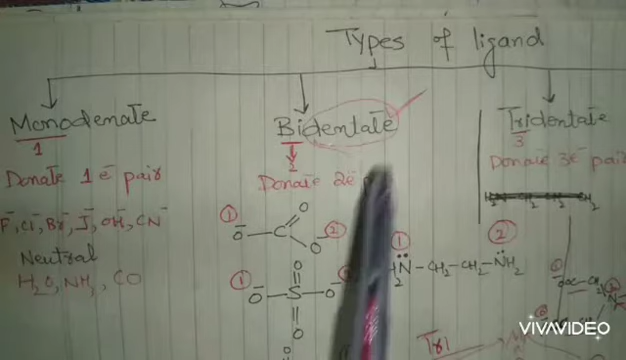 Types of ligand
Monodenate
1
Donate 1 e⁻ pair
F⁻, Cl⁻, Br⁻, I⁻, OH⁻, CN⁻
Neutral
H2O, NH3, CO
Bidentate
2
Donate 2e⁻
1
O
O⁻ — C
O⁻
2
1
O
O⁻ — S — O⁻
O
Tridentate
3
Donate 3e⁻ pair
1
2
H2N̈ — CH2 — CH2 — N̈H2
VIVAVIDEO